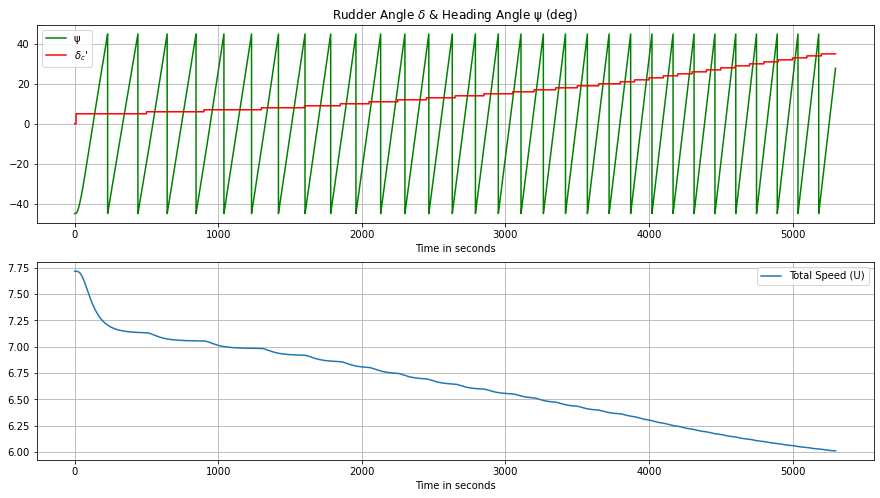 Rudder Angle δ & Heading Angle ψ (deg)
ψ
δc'
40
20
0
−20
−40
0 1000 2000 3000 4000 5000
Time in seconds
Total Speed (U)
7.75
7.50
7.25
7.00
6.75
6.50
6.25
6.00
0 1000 2000 3000 4000 5000
Time in seconds